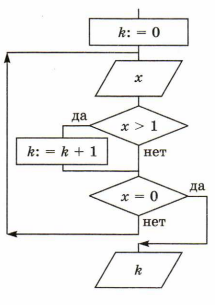 k: = 0
x
да
x > 1
k: = k + 1
нет
x = 0
да
нет
k